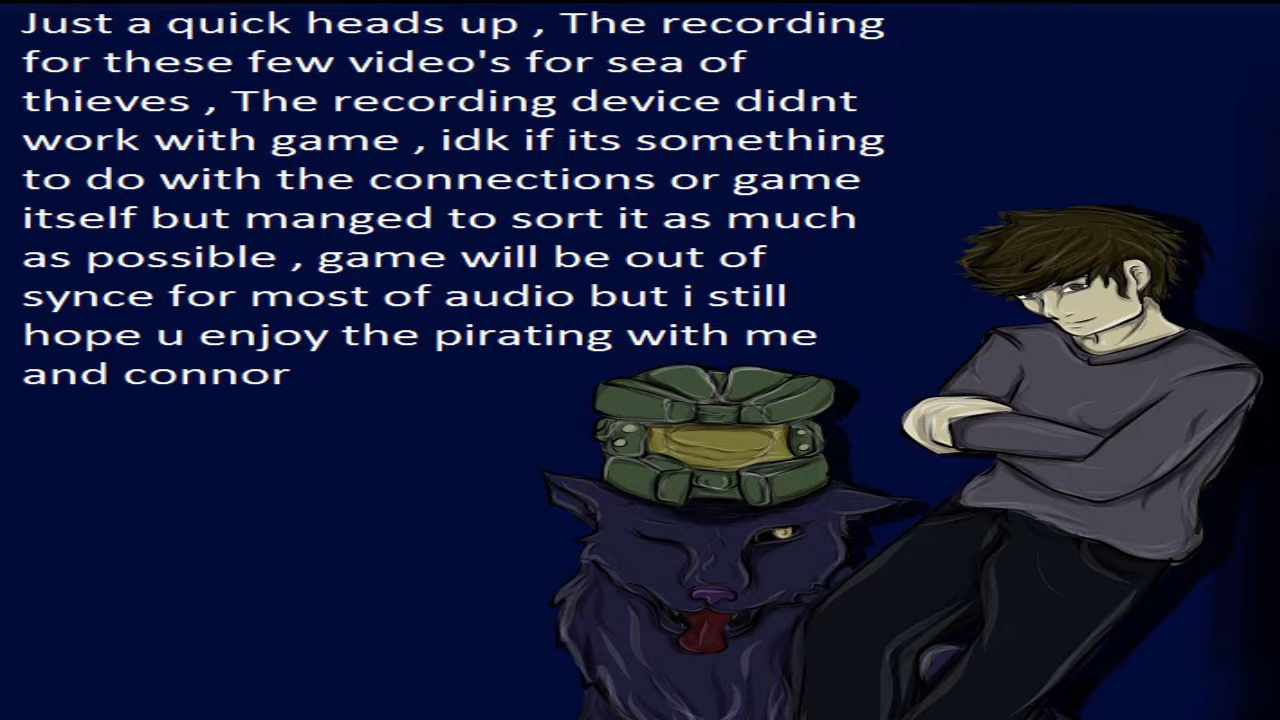 Just a quick heads up , The recording
for these few video's for sea of
thieves , The recording device didnt
work with game , idk if its something
to do with the connections or game
itself but manged to sort it as much
as possible , game will be out of
synce for most of audio but i still
hope u enjoy the pirating with me
and connor